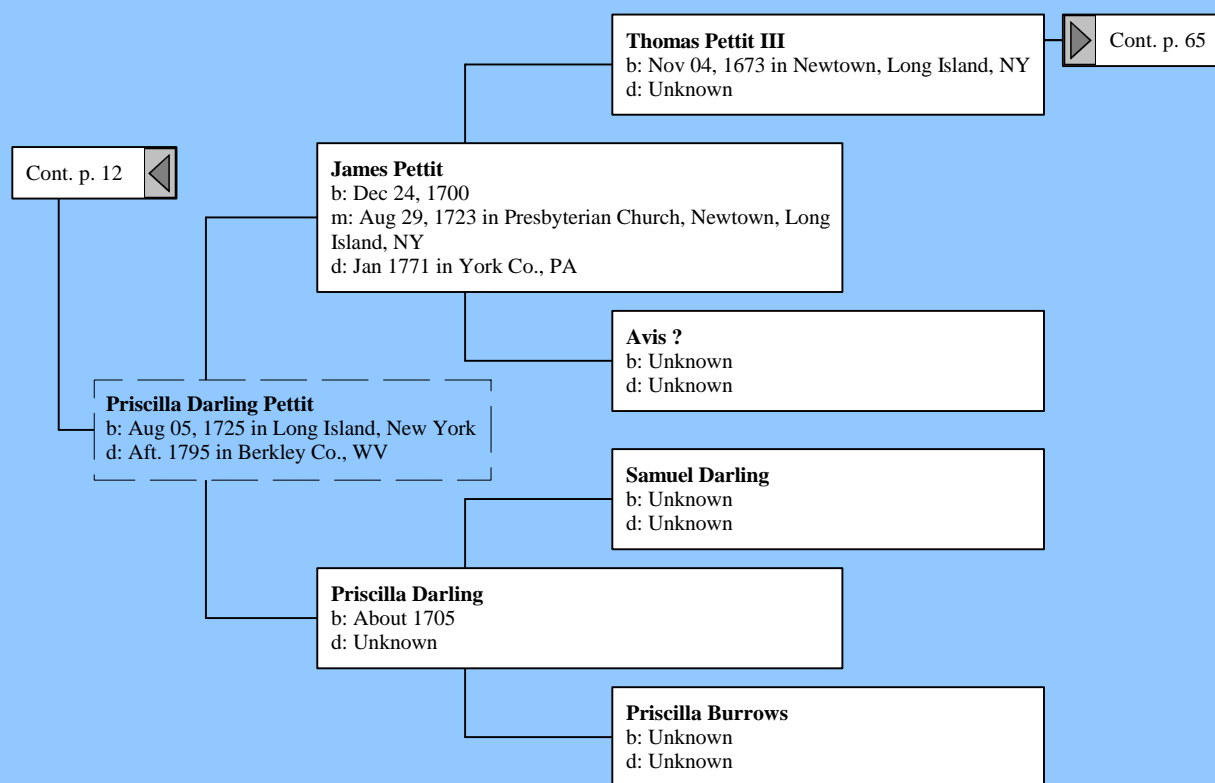 Thomas Pettit III
b: Nov 04, 1673 in Newtown, Long Island, NY
d: Unknown
Cont. p. 65
Cont. p. 12
James Pettit
b: Dec 24, 1700
m: Aug 29, 1723 in Presbyterian Church, Newtown, Long
Island, NY
d: Jan 1771 in York Co., PA
Avis ?
b: Unknown
d: Unknown
Priscilla Darling Pettit
b: Aug 05, 1725 in Long Island, New York
d: Aft. 1795 in Berkley Co., WV
Samuel Darling
b: Unknown
d: Unknown
Priscilla Darling
b: About 1705
d: Unknown
Priscilla Burrows
b: Unknown
d: Unknown